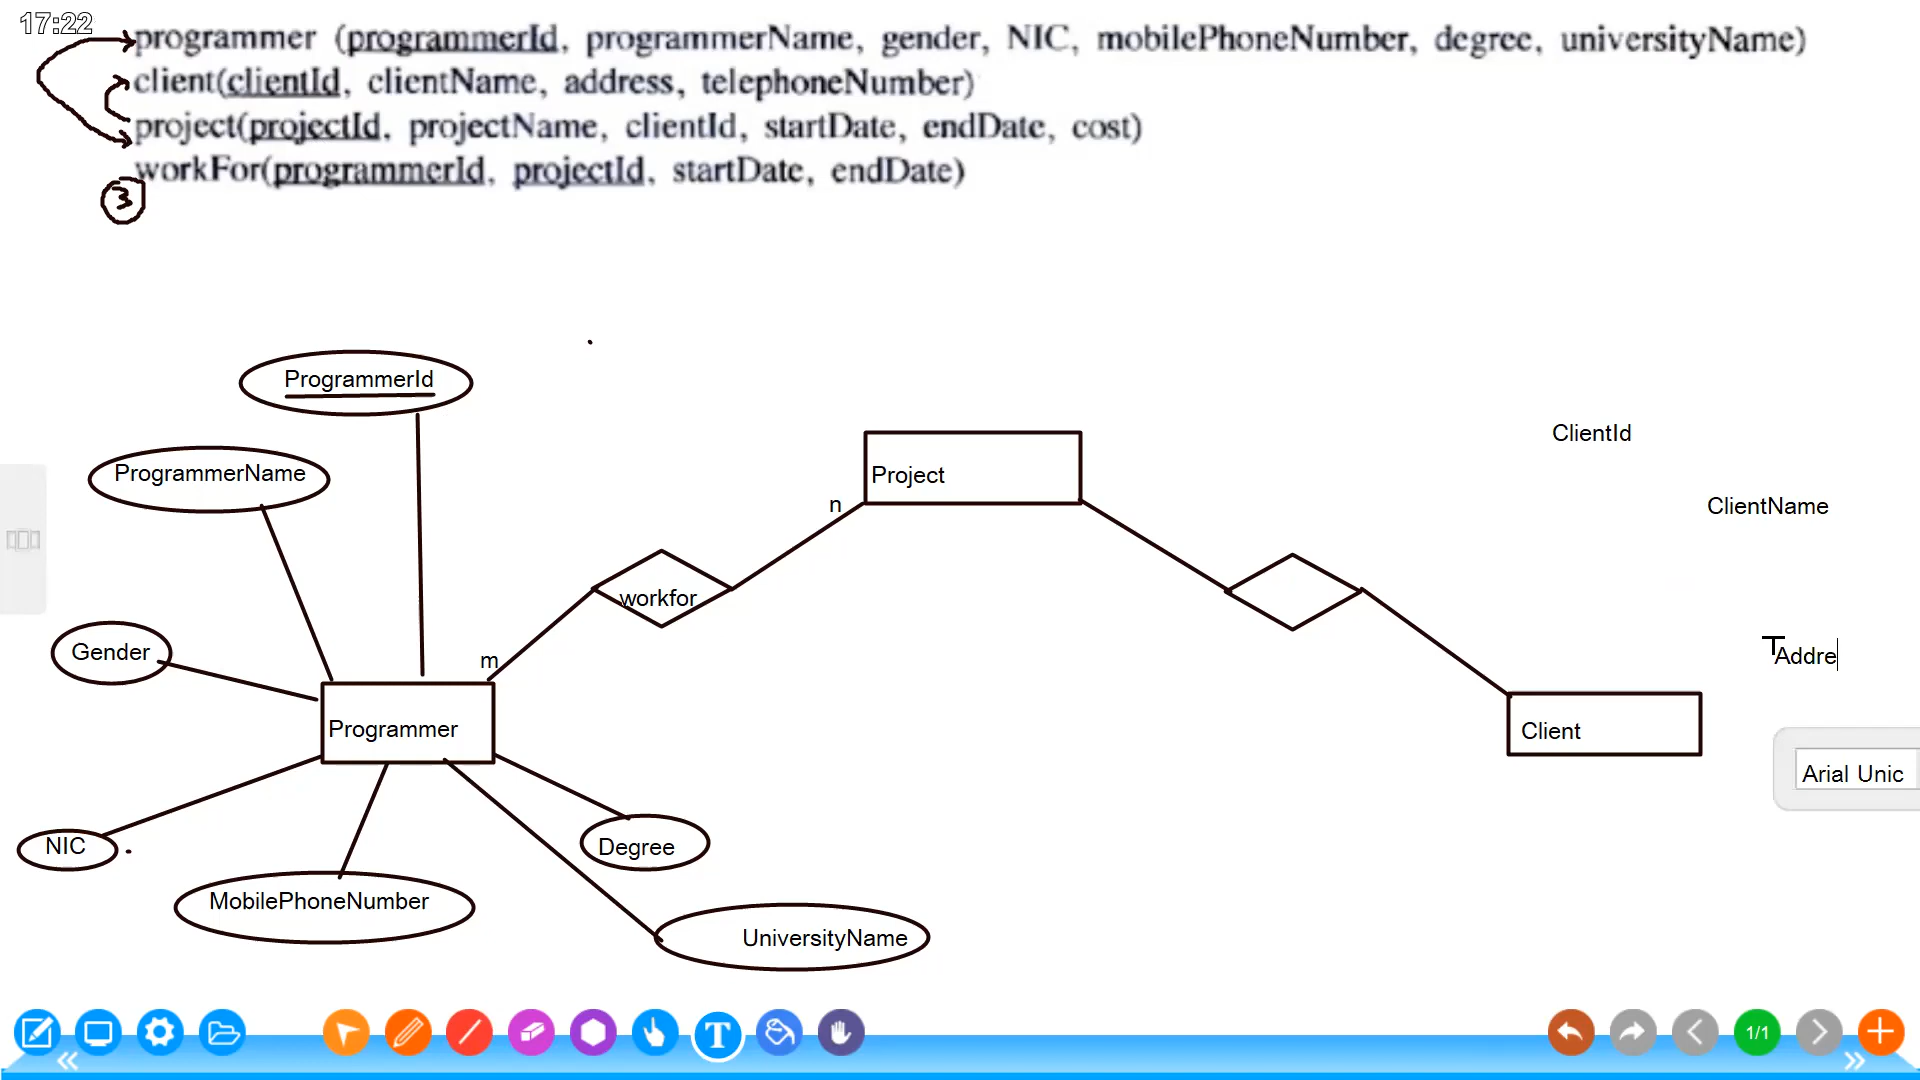 17:22
programmer (programmerId, programmerName, gender, NIC, mobilePhoneNumber, degree, universityName)
client(clientId, clientName, address, telephoneNumber)
project(projectId, projectName, clientId, startDate, endDate, cost)
workFor(programmerId, projectId, startDate, endDate)
3
ProgrammerId
ProgrammerName
Gender
NIC
MobilePhoneNumber
Programmer
m
workfor
n
Project
Degree
UniversityName
ClientId
ClientName
Addre
Client
Arial Unic
T
1/1